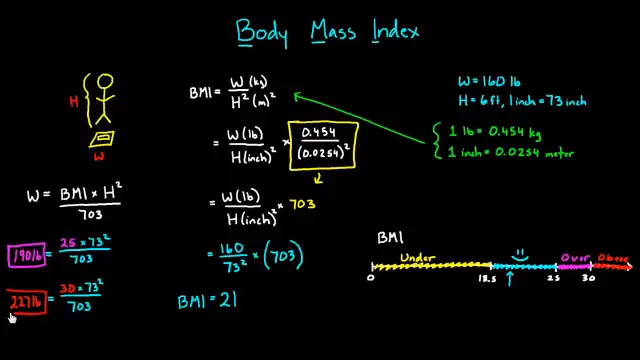 Body Mass Index
H
W
BMI = W (kg) / H² (m)²
= W (lb) / H (inch)² × 0.454 / (0.0254)²
= W (lb) / H (inch)² × 703
= 160 / 73² × (703)
BMI = 21
W = 160 lb
H = 6 ft, 1 inch = 73 inch
1 lb = 0.454 kg
1 inch = 0.0254 meter
W = BMI × H² / 703
190 lb = 25 × 73² / 703
227 lb = 30 × 73² / 703
BMI
Under Over Obese
0 18.5 25 30